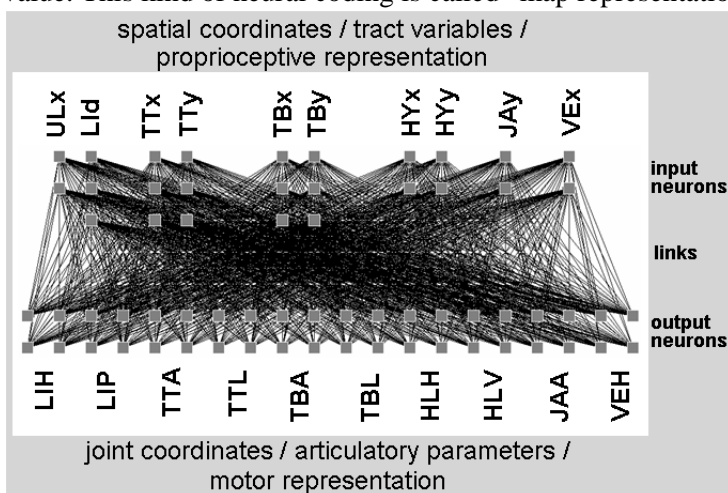 value. This kind of neural coding is called "map representatio
spatial coordinates / tract variables /
proprioceptive representation
ULx LId TTx TTy TBx TBy HYx HYy JAy VEx
input
neurons
links
output
neurons
LIH LIP TTA TTL TBA TBL HLH HLV JAA VEH
joint coordinates / articulatory parameters /
motor representation